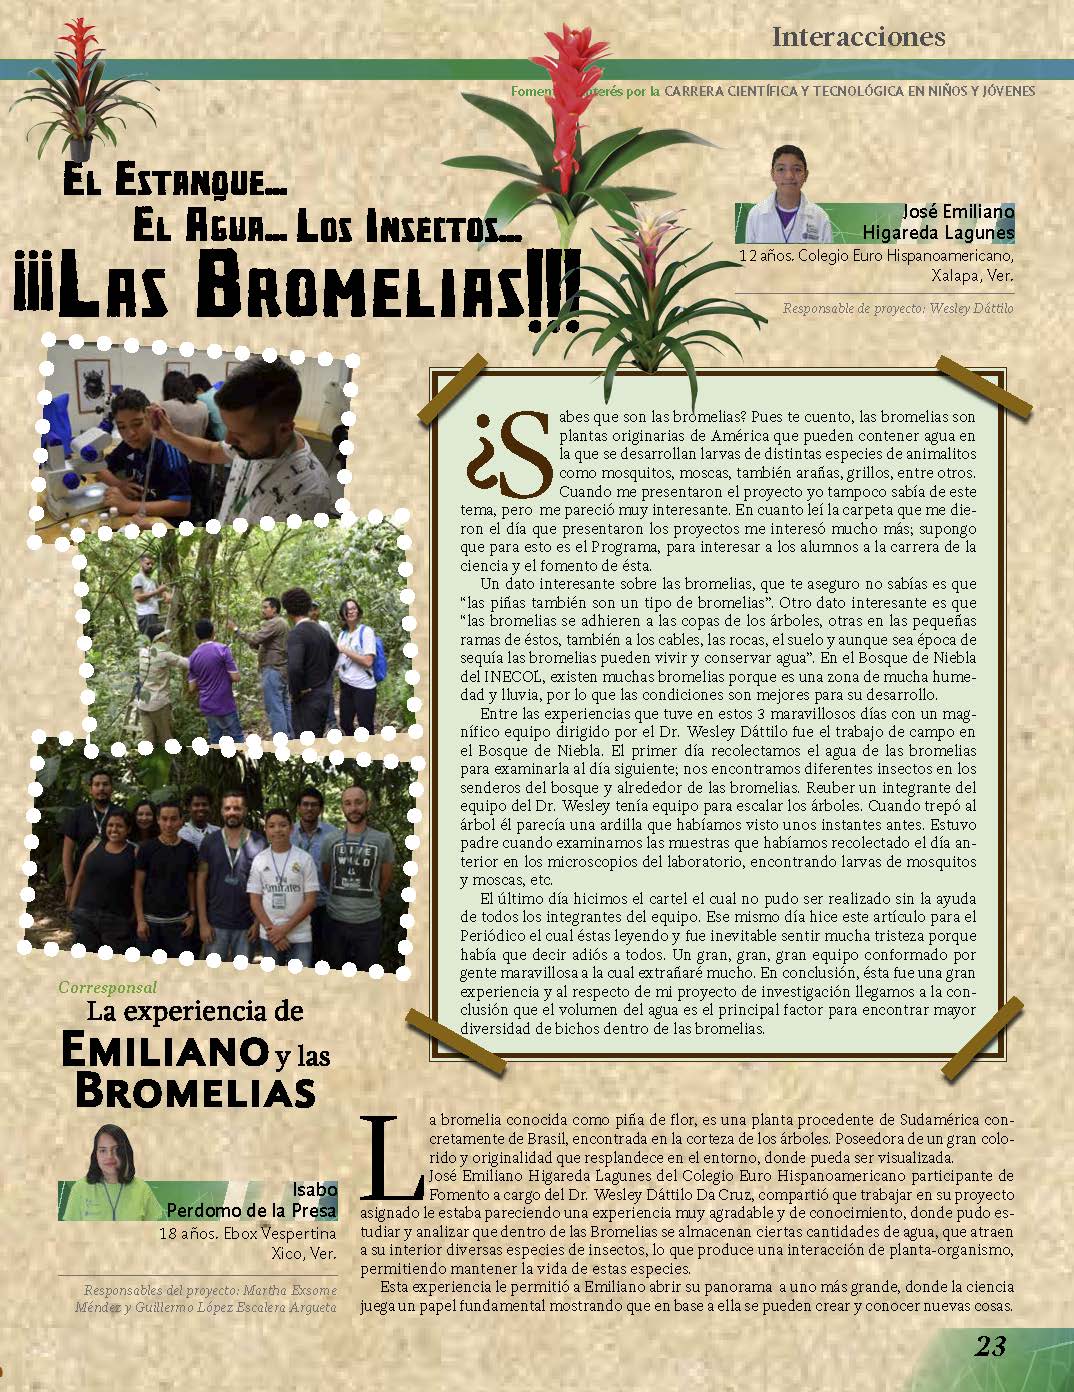 Interacciones
Fomento interés por la CARRERA CIENTÍFICA Y TECNOLÓGICA EN NIÑOS Y JÓVENES
El Estanque...
El Agua... Los Insectos...
¡¡¡Las Bromelias!!!
José Emiliano
Higareda Lagunes
12 años. Colegio Euro Hispanoamericano,
Xalapa, Ver.
Responsable de proyecto: Wesley Dáttilo
¿Sabes que son las bromelias? Pues te cuento, las bromelias son
plantas originarias de América que pueden contener agua en
la que se desarrollan larvas de distintas especies de animalitos
como mosquitos, moscas, también arañas, grillos, entre otros.
Cuando me presentaron el proyecto yo tampoco sabía de este
tema, pero me pareció muy interesante. En cuanto leí la carpeta que me die-
ron el día que presentaron los proyectos me interesó mucho más; supongo
que para esto es el Programa, para interesar a los alumnos a la carrera de la
ciencia y el fomento de ésta.
Un dato interesante sobre las bromelias, que te aseguro no sabías es que
“las piñas también son un tipo de bromelias”. Otro dato interesante es que
“las bromelias se adhieren a las copas de los árboles, otras en las pequeñas
ramas de éstos, también a los cables, las rocas, el suelo y aunque sea época de
sequía las bromelias pueden vivir y conservar agua”. En el Bosque de Niebla
del INECOL, existen muchas bromelias porque es una zona de mucha hume-
dad y lluvia, por lo que las condiciones son mejores para su desarrollo.
Entre las experiencias que tuve en estos 3 maravillosos días con un mag-
nífico equipo dirigido por el Dr. Wesley Dáttilo fue el trabajo de campo en
el Bosque de Niebla. El primer día recolectamos el agua de las bromelias
para examinarla al día siguiente; nos encontramos diferentes insectos en los
senderos del bosque y alrededor de las bromelias. Reuber un integrante del
equipo del Dr. Wesley tenía equipo para escalar los árboles. Cuando trepó al
árbol él parecía una ardilla que habíamos visto unos instantes antes. Estuvo
padre cuando examinamos las muestras que habíamos recolectado el día an-
terior en los microscopios del laboratorio, encontrando larvas de mosquitos
y moscas, etc.
El último día hicimos el cartel el cual no pudo ser realizado sin la ayuda
de todos los integrantes del equipo. Ese mismo día hice este artículo para el
Periódico el cual éstas leyendo y fue inevitable sentir mucha tristeza porque
había que decir adiós a todos. Un gran, gran, gran equipo conformado por
gente maravillosa a la cual extrañaré mucho. En conclusión, ésta fue una gran
experiencia y al respecto de mi proyecto de investigación llegamos a la con-
clusión que el volumen del agua es el principal factor para encontrar mayor
diversidad de bichos dentro de las bromelias.
Corresponsal
La experiencia de
Emiliano y las
Bromelias
Isabo
Perdomo de la Presa
18 años. Ebox Vespertina
Xico, Ver.
Responsables del proyecto: Martha Exsome
Méndez y Guillermo López Escalera Argueta
La bromelia conocida como piña de flor, es una planta procedente de Sudamérica con-
cretamente de Brasil, encontrada en la corteza de los árboles. Poseedora de un gran colo-
rido y originalidad que resplandece en el entorno, donde pueda ser visualizada.
José Emiliano Higareda Lagunes del Colegio Euro Hispanoamericano participante de
Fomento a cargo del Dr. Wesley Dáttilo Da Cruz, compartió que trabajar en su proyecto
asignado le estaba pareciendo una experiencia muy agradable y de conocimiento, donde pudo es-
tudiar y analizar que dentro de las Bromelias se almacenan ciertas cantidades de agua, que atraen
a su interior diversas especies de insectos, lo que produce una interacción de planta-organismo,
permitiendo mantener la vida de estas especies.
Esta experiencia le permitió a Emiliano abrir su panorama a uno más grande, donde la ciencia
juega un papel fundamental mostrando que en base a ella se pueden crear y conocer nuevas cosas.
23